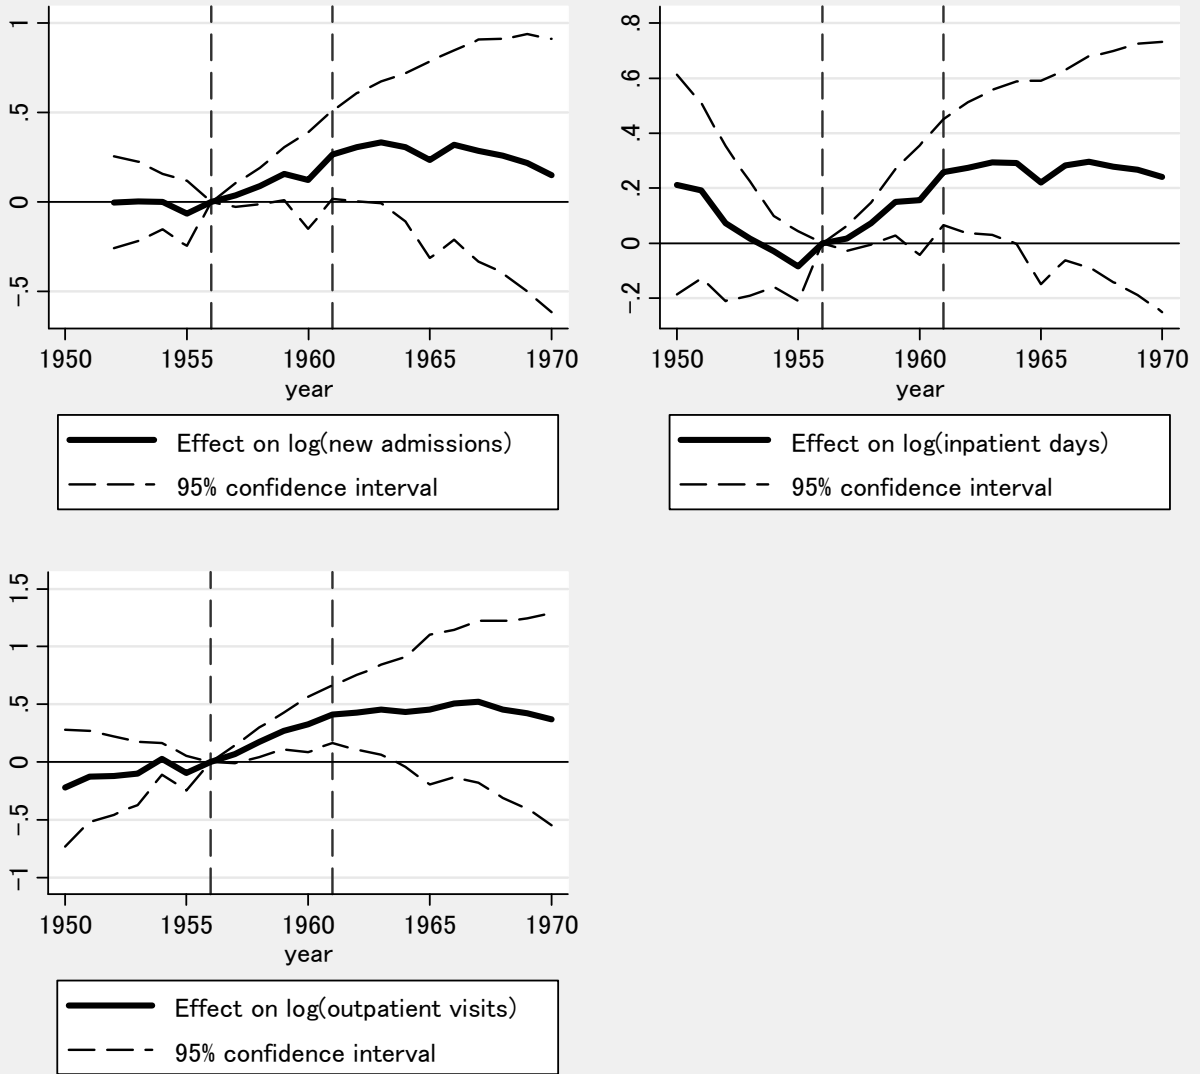 1
.5
0
-.5
1950 1955 1960 1965 1970
year
Effect on log(new admissions)
95% confidence interval
.8
.6
.4
.2
0
-.2
1950 1955 1960 1965 1970
year
Effect on log(inpatient days)
95% confidence interval
1.5
1
.5
0
-.5
-1
1950 1955 1960 1965 1970
year
Effect on log(outpatient visits)
95% confidence interval